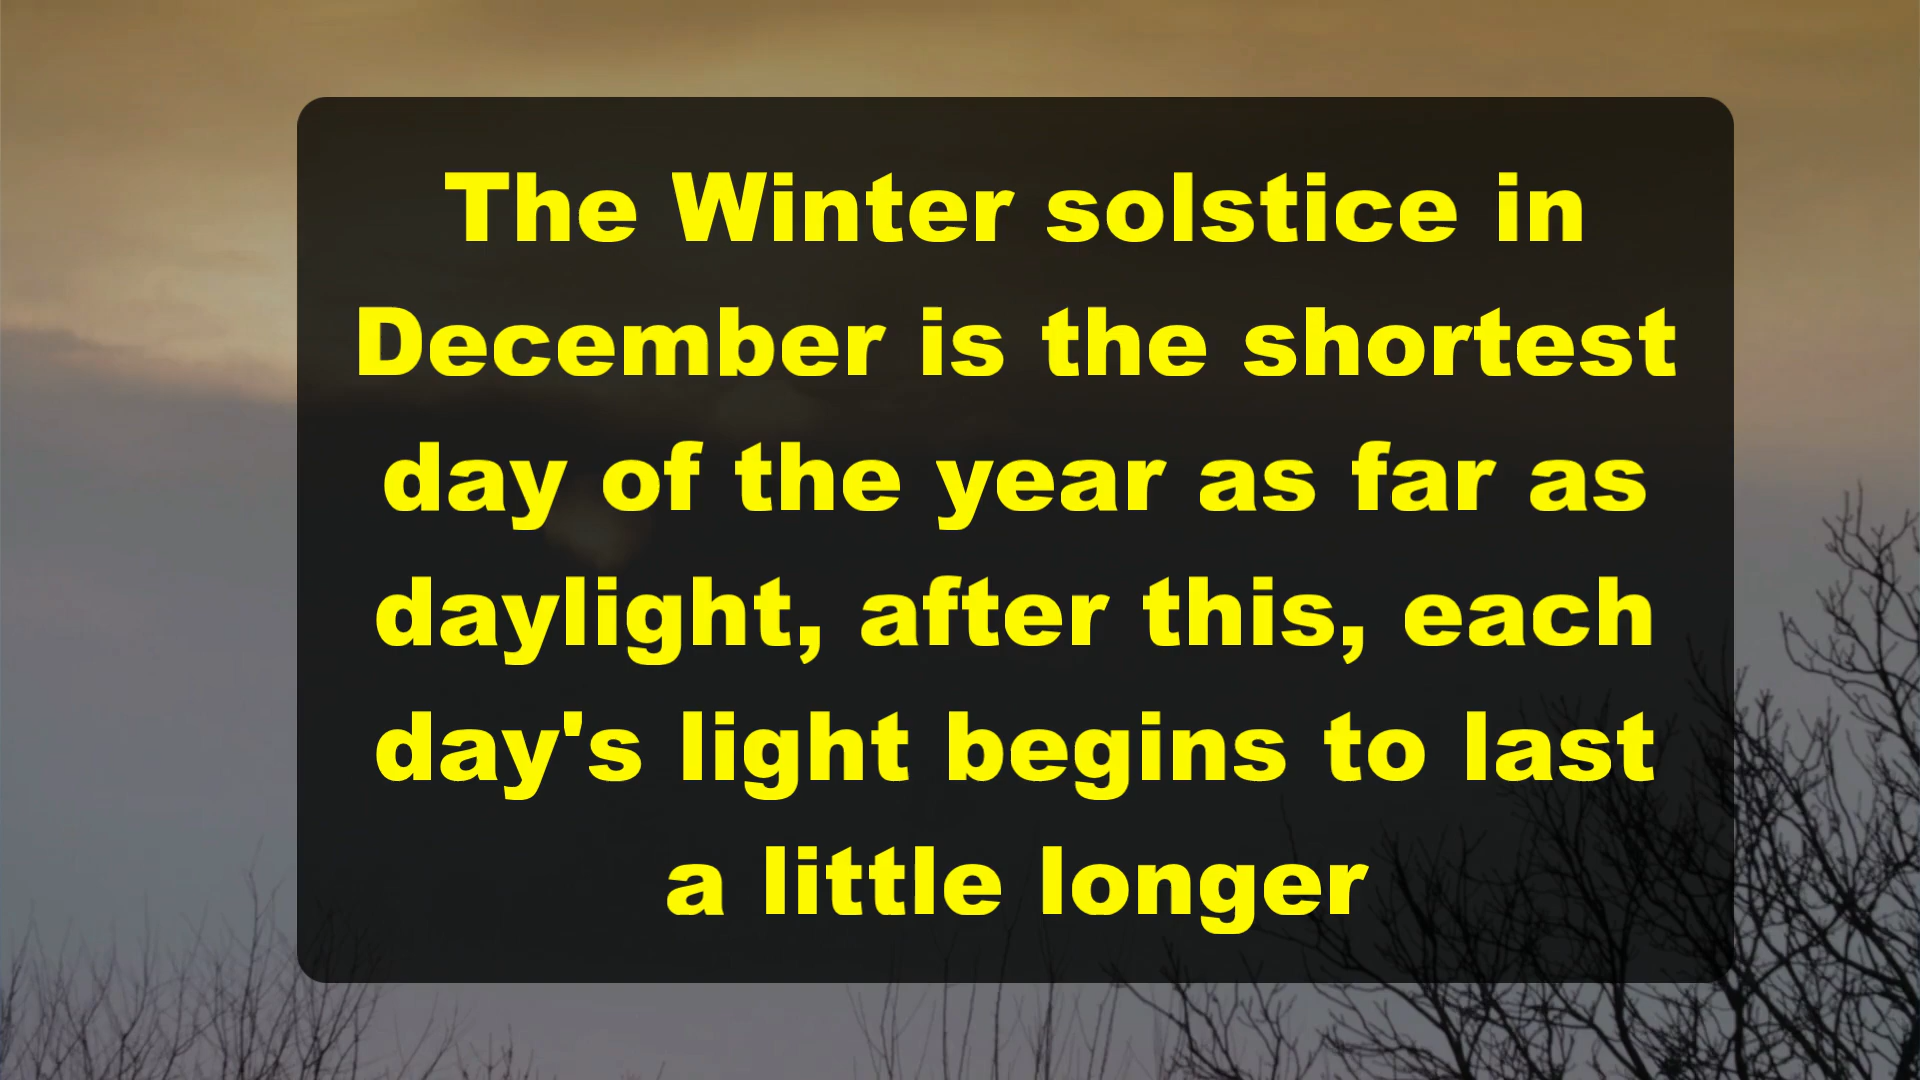 The Winter solstice in
December is the shortest
day of the year as far as
daylight, after this, each
day's light begins to last
a little longer